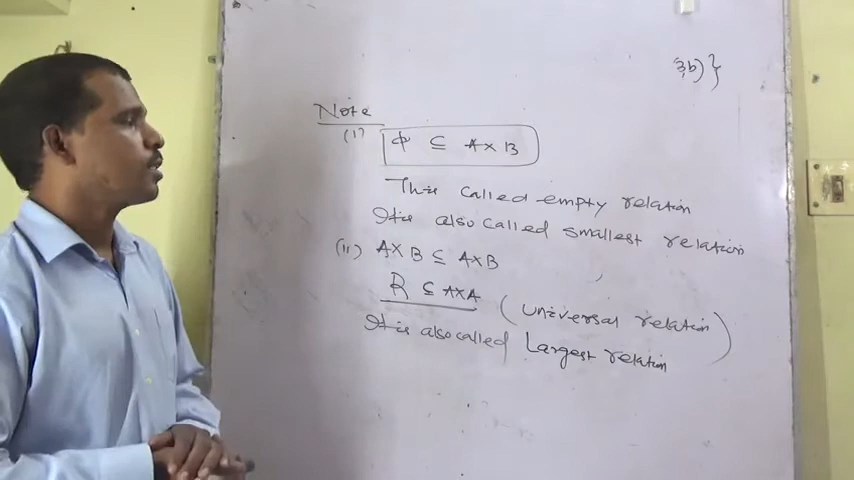 3,b)}
Note
(i) ϕ ⊆ A×B
This called empty relation
It is also called smallest relation
(ii) A×B ⊆ A×B
R ⊆ A×A (universal relation)
It is also called Largest relation